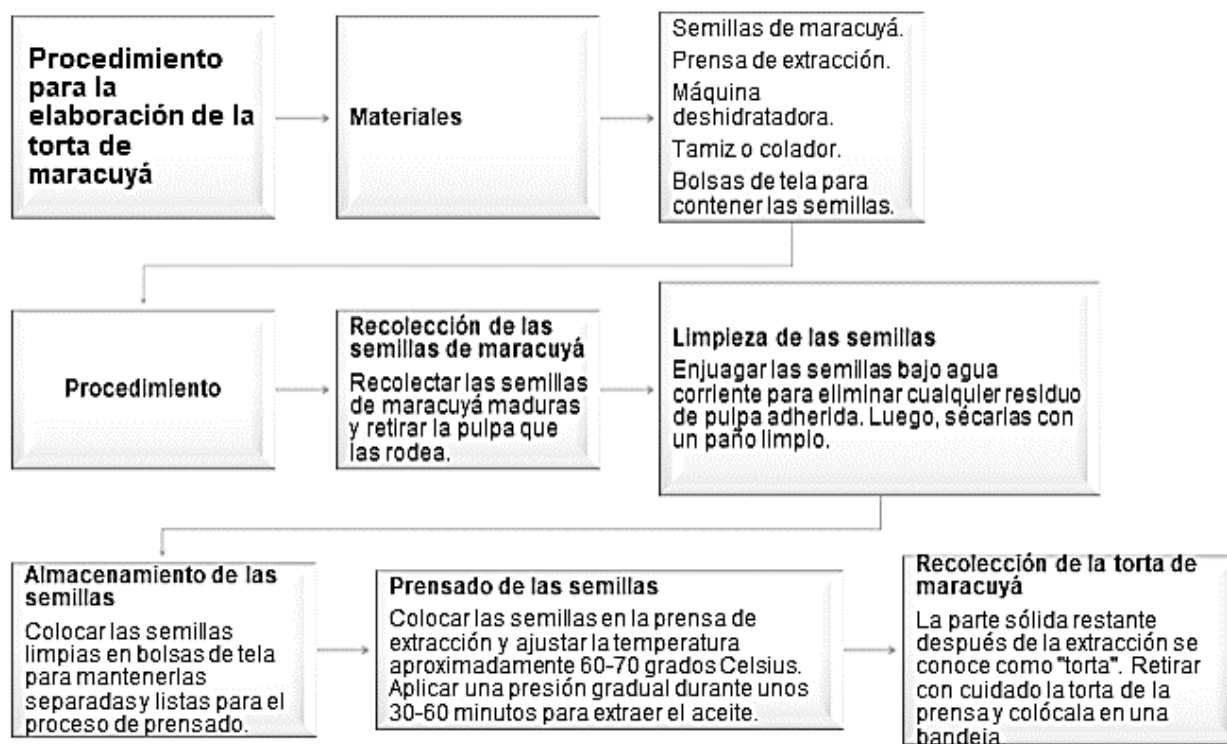 Procedimiento
para la
elaboración de la
torta de
maracuyá
Materiales
Semillas de maracuyá.
Prensa de extracción.
Máquina
deshidratadora.
Tamiz o colador.
Bolsas de tela para
contener las semillas.
Procedimiento
Recolección de las
semillas de maracuyá
Recolectar las semillas
de maracuyá maduras
y retirar la pulpa que
las rodea.
Limpieza de las semillas
Enjuagar las semillas bajo agua
corriente para eliminar cualquier residuo
de pulpa adherida. Luego, sécarlas con
un paño limpio.
Almacenamiento de las
semillas
Colocar las semillas
limpias en bolsas de tela
para mantenerlas
separadas y listas para el
proceso de prensado.
Prensado de las semillas
Colocar las semillas en la prensa de
extracción y ajustar la temperatura
aproximadamente 60-70 grados Celsius.
Aplicar una presión gradual durante unos
30-60 minutos para extraer el aceite.
Recolección de la torta de
maracuyá
La parte sólida restante
después de la extracción se
conoce como "torta". Retirar
con cuidado la torta de la
prensa y colócala en una
bandeja.